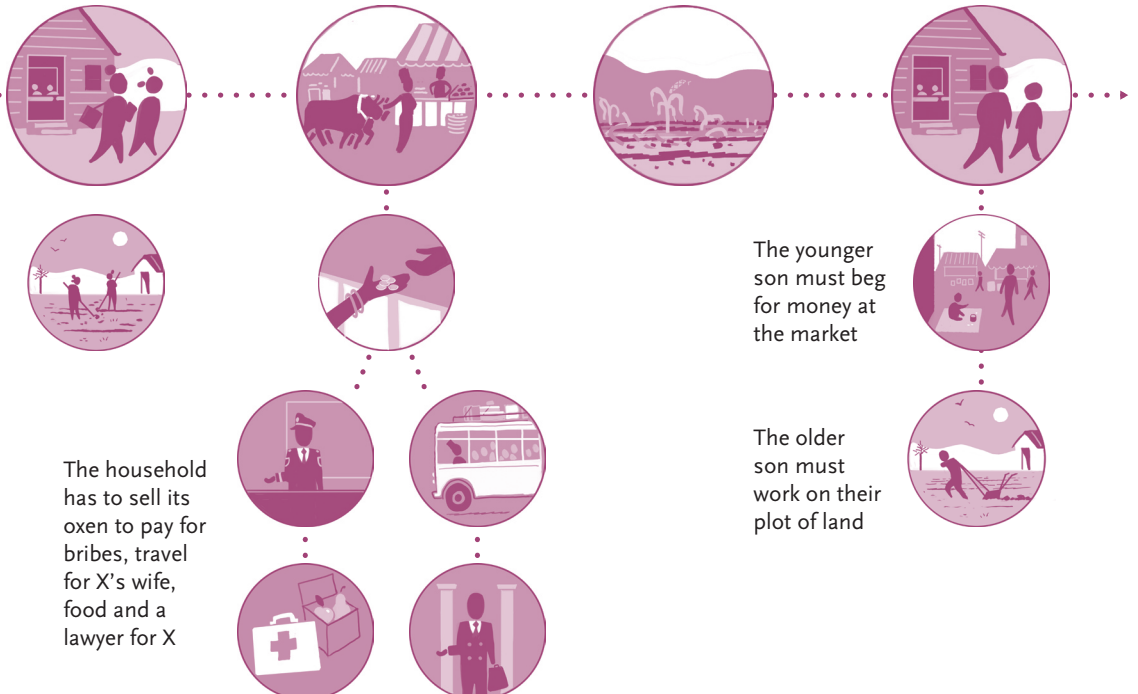 The younger
son must beg
for money at
the market
The older
son must
work on their
plot of land
The household
has to sell its
oxen to pay for
bribes, travel
for X’s wife,
food and a
lawyer for X